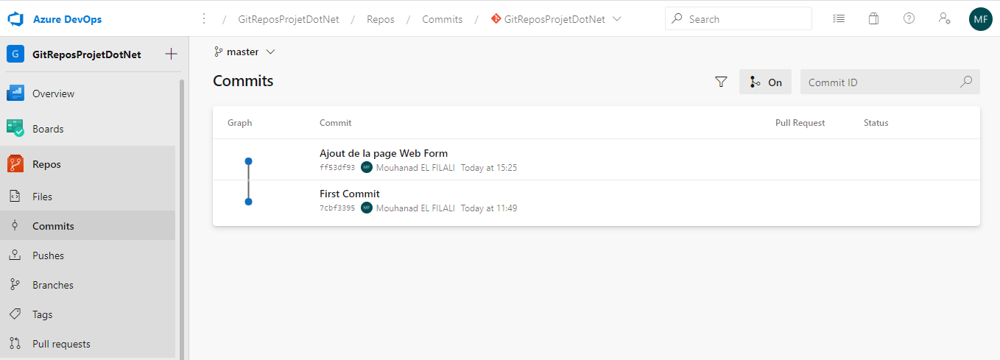 Azure DevOps / GitReposProjetDotNet / Repos / Commits / GitReposProjetDotNet Search MF
G GitReposProjetDotNet
master
Commits
On Commit ID
Overview
Boards
Repos
Files
Commits
Pushes
Branches
Tags
Pull requests
Graph Commit Pull Request Status
Ajout de la page Web Form
ff53df93 MF Mouhanad EL FILALI Today at 15:25
First Commit
7cbf3395 MF Mouhanad EL FILALI Today at 11:49